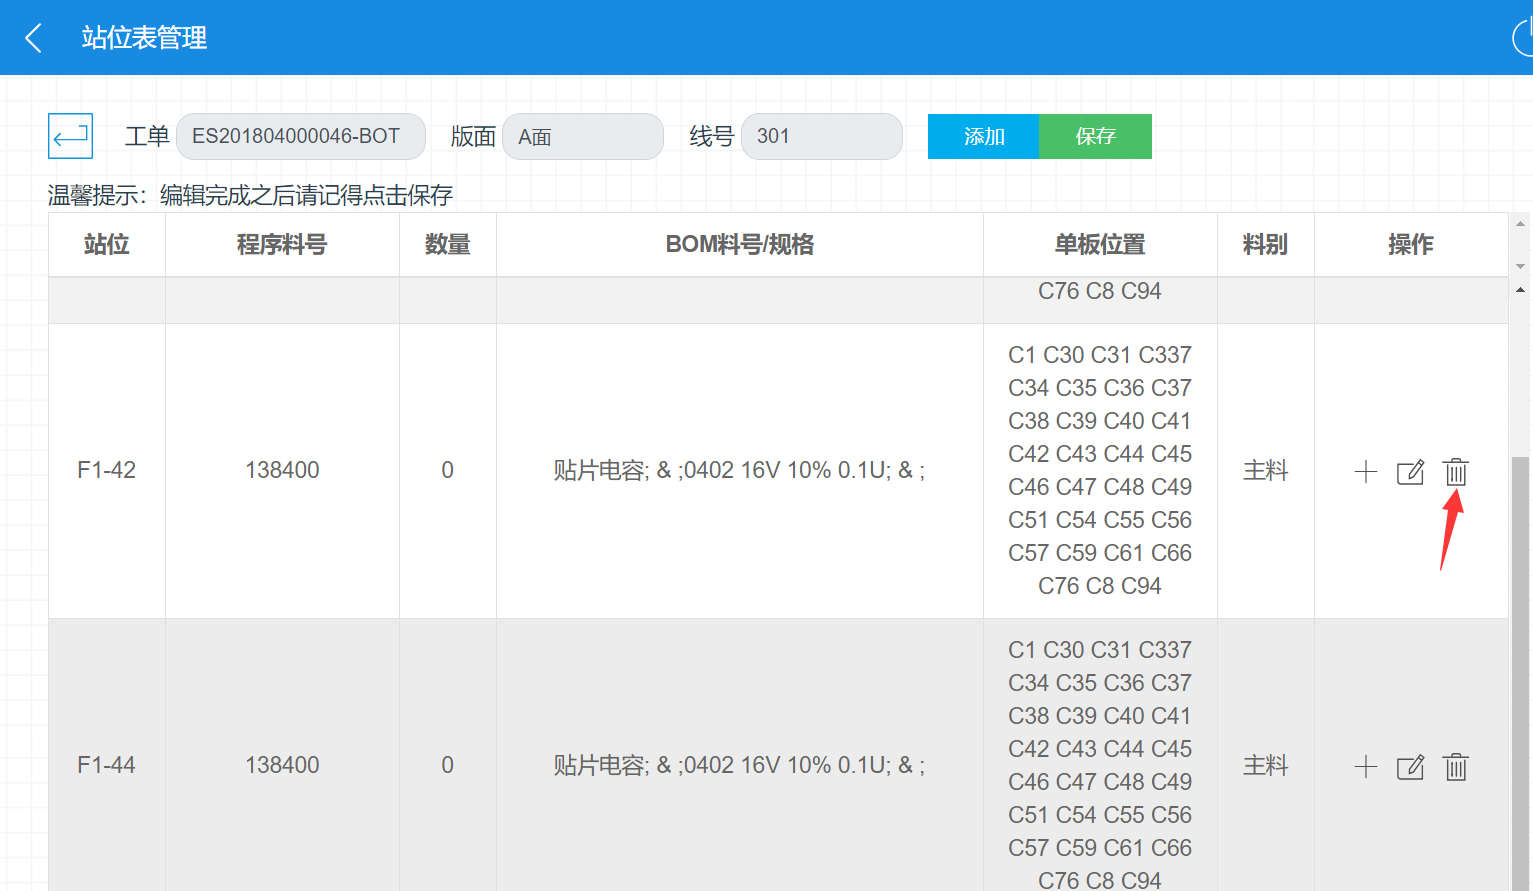 站位表管理
工单 ES201804000046-BOT 版面 A面 线号 301 添加 保存
温馨提示：编辑完成之后请记得点击保存
站位 程序料号 数量 BOM料号/规格 单板位置 料别 操作
C76 C8 C94
C1 C30 C31 C337
C34 C35 C36 C37
C38 C39 C40 C41
C42 C43 C44 C45
F1-42 138400 0 贴片电容; & ;0402 16V 10% 0.1U; & ; 主料
C46 C47 C48 C49
C51 C54 C55 C56
C57 C59 C61 C66
C76 C8 C94
C1 C30 C31 C337
C34 C35 C36 C37
C38 C39 C40 C41
C42 C43 C44 C45
F1-44 138400 0 贴片电容; & ;0402 16V 10% 0.1U; & ; 主料
C46 C47 C48 C49
C51 C54 C55 C56
C57 C59 C61 C66
C76 C8 C94